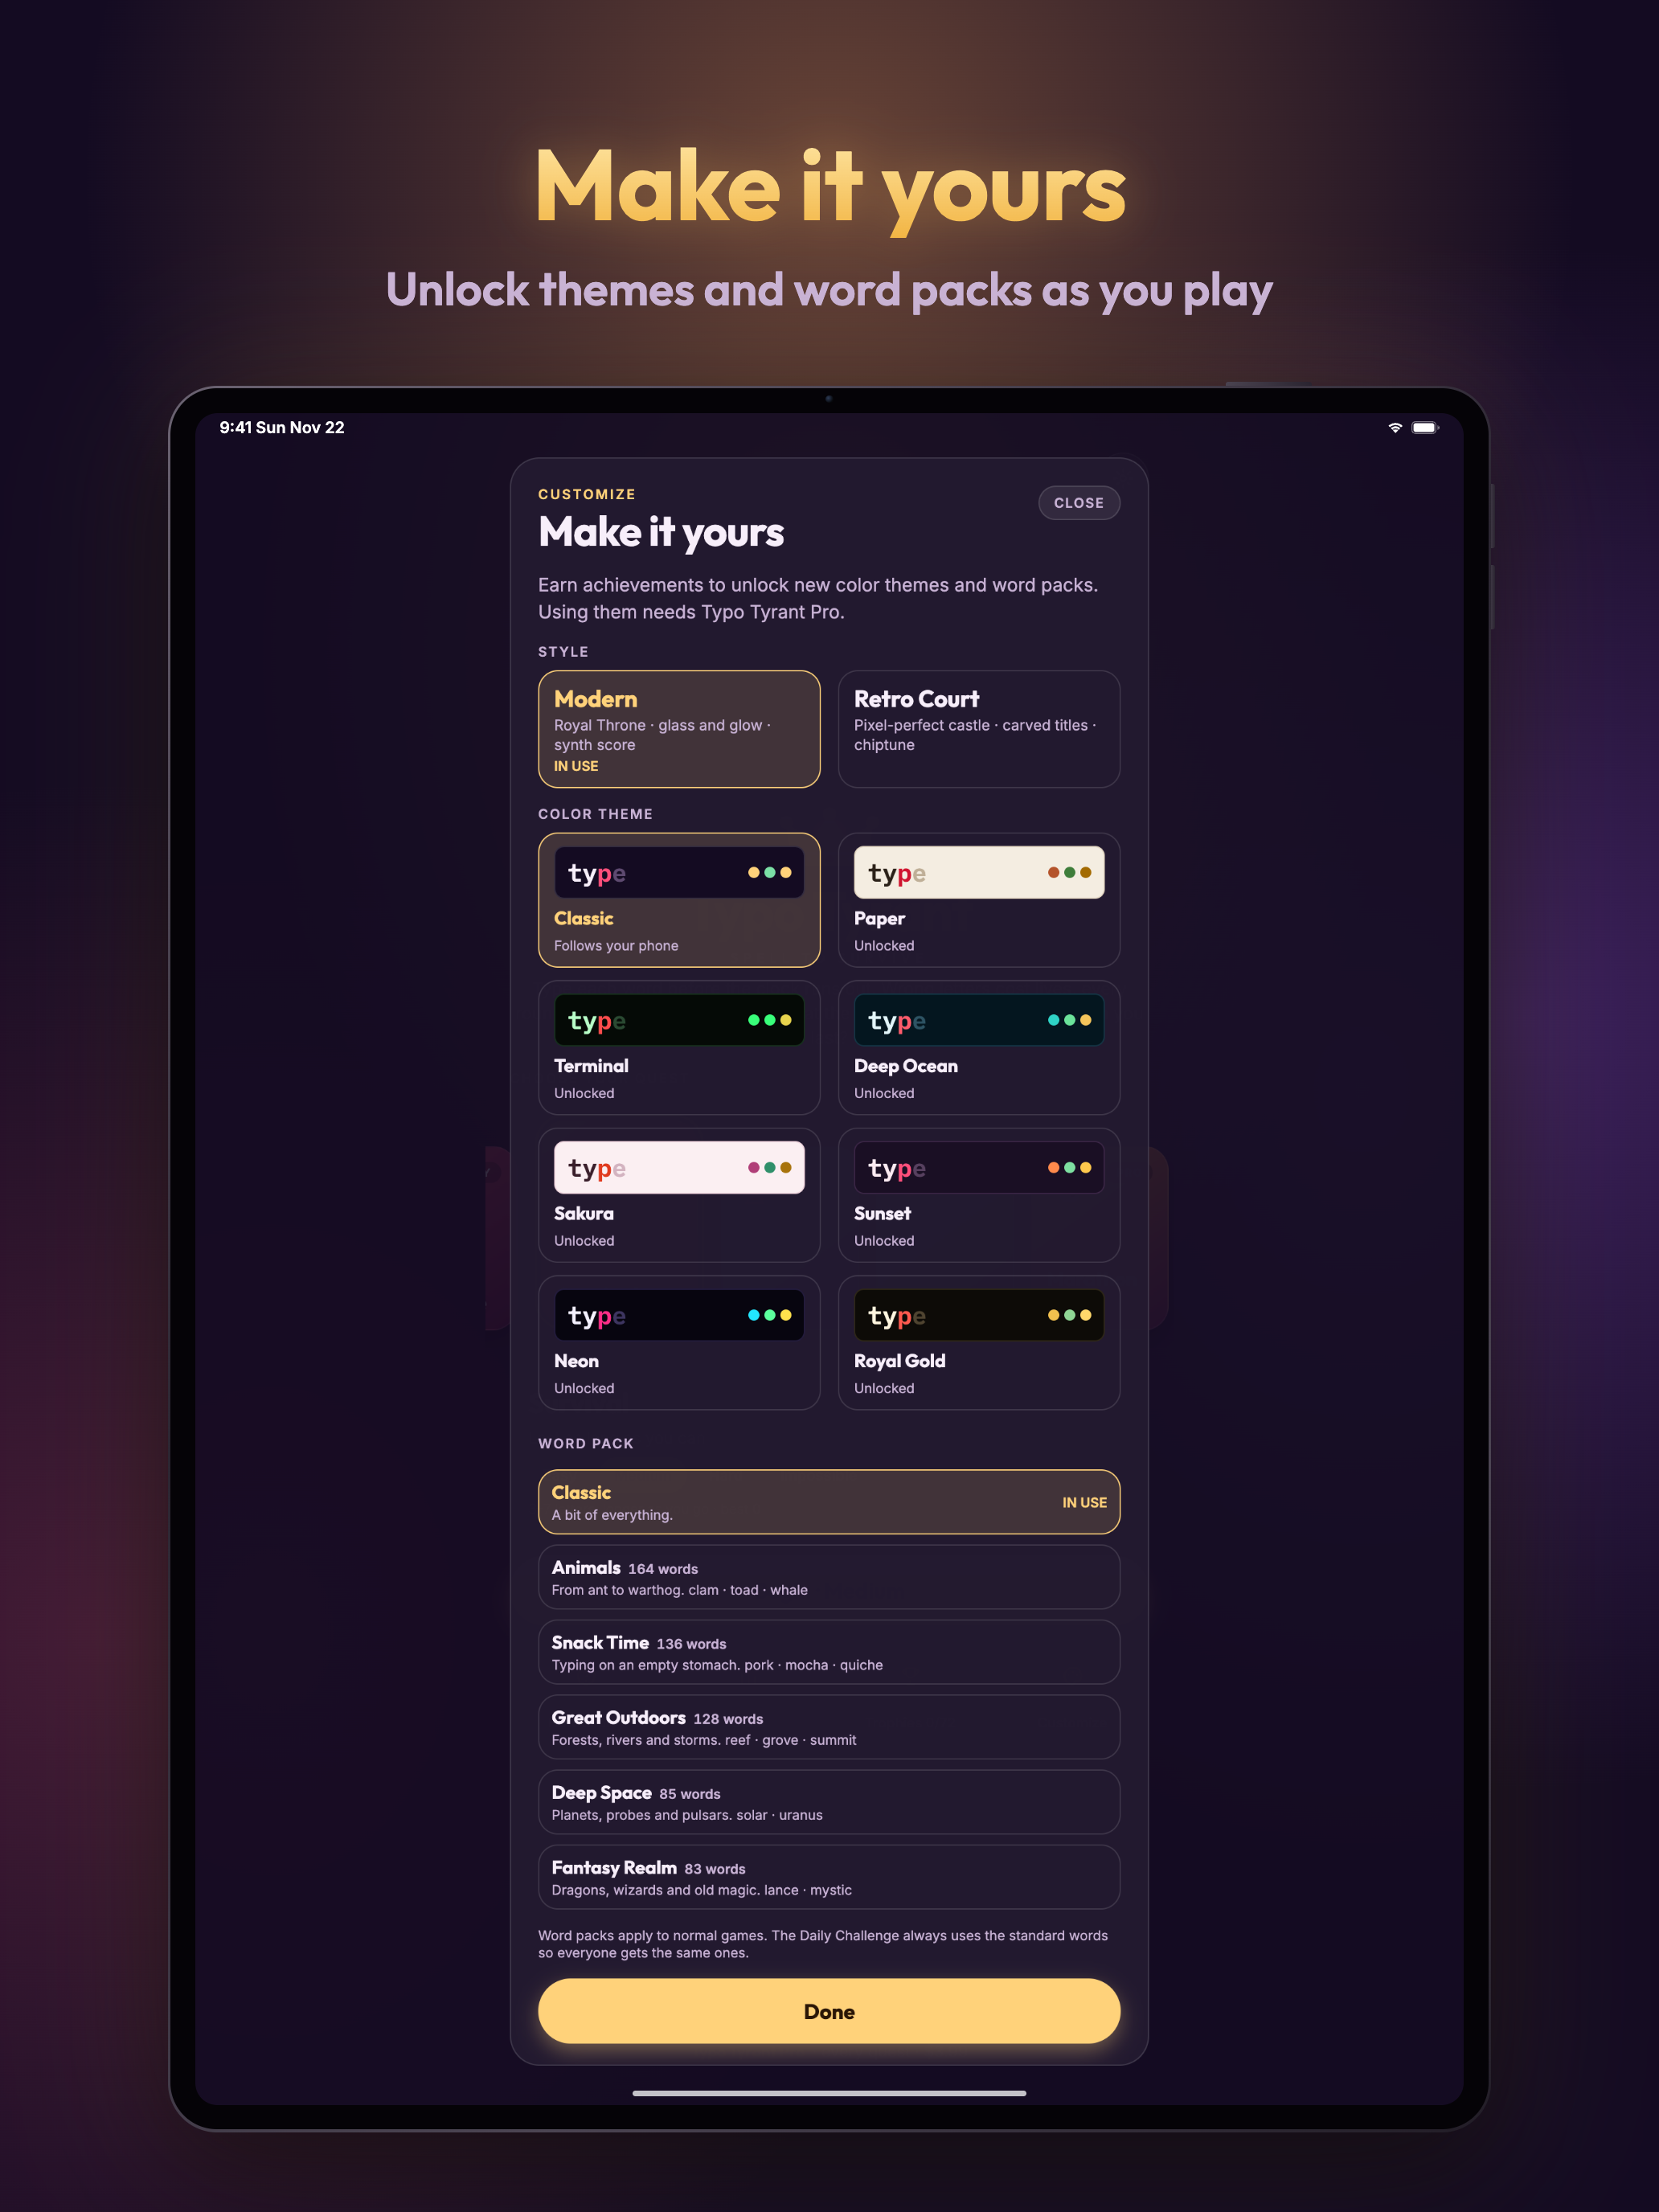 Make it yours
Unlock themes and word packs as you play
9:41 Sun Nov 22
CUSTOMIZE
CLOSE
Make it yours
Earn achievements to unlock new color themes and word packs.
Using them needs Typo Tyrant Pro.
STYLE
Modern
Royal Throne · glass and glow ·
synth score
IN USE
Retro Court
Pixel-perfect castle · carved titles ·
chiptune
COLOR THEME
type
Classic
Follows your phone
type
Paper
Unlocked
type
Terminal
Unlocked
type
Deep Ocean
Unlocked
type
Sakura
Unlocked
type
Sunset
Unlocked
type
Neon
Unlocked
type
Royal Gold
Unlocked
WORD PACK
Classic
A bit of everything.
IN USE
Animals 164 words
From ant to warthog. clam · toad · whale
Snack Time 136 words
Typing on an empty stomach. pork · mocha · quiche
Great Outdoors 128 words
Forests, rivers and storms. reef · grove · summit
Deep Space 85 words
Planets, probes and pulsars. solar · uranus
Fantasy Realm 83 words
Dragons, wizards and old magic. lance · mystic
Word packs apply to normal games. The Daily Challenge always uses the standard words
so everyone gets the same ones.
Done